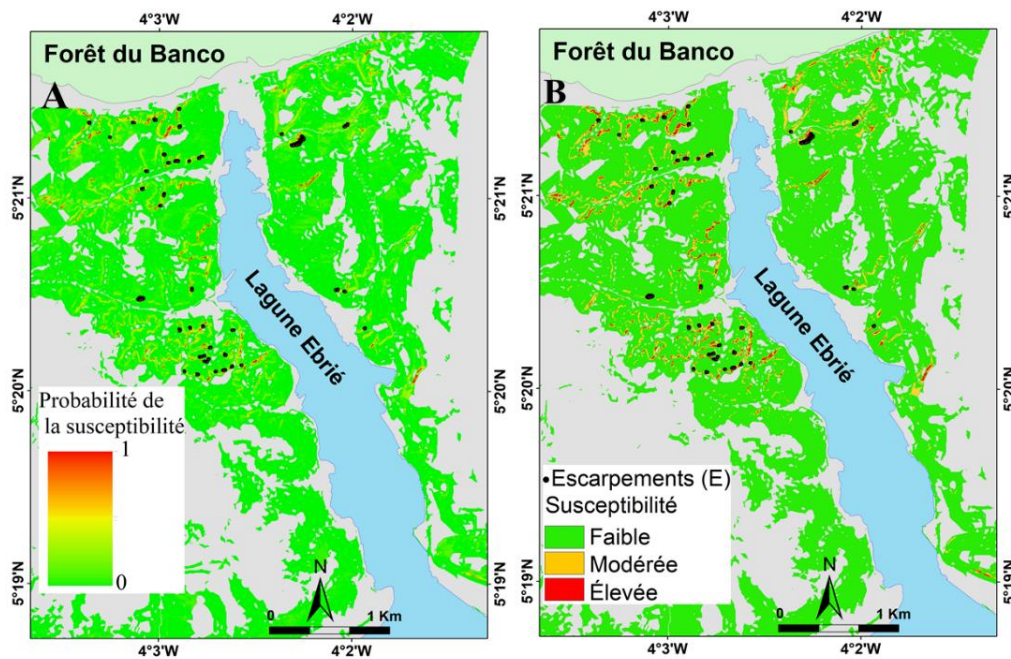 4°3'W
4°2'W
Forêt du Banco
A
5°21'N
Lagune Ebrié
5°20'N
Probabilité de
la susceptibilité
1
0
5°19'N
N
0
1 Km
4°3'W
4°2'W
4°3'W
4°2'W
Forêt du Banco
B
5°21'N
5°21'N
Lagune Ebrié
5°20'N
5°20'N
•Escarpements (E)
Susceptibilité
Faible
Modérée
Élevée
5°19'N
5°19'N
N
0
1 Km
4°3'W
4°2'W